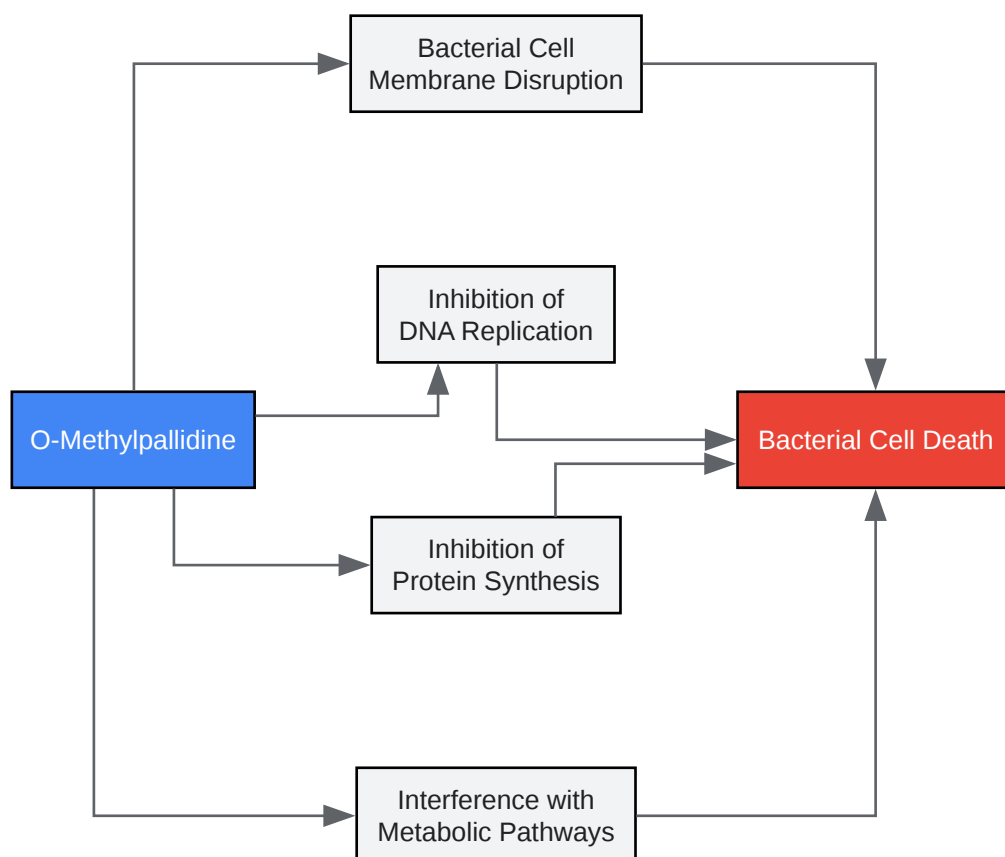 Bacterial Cell
Membrane Disruption
Inhibition of
DNA Replication
O-Methylpallidine
Bacterial Cell Death
Inhibition of
Protein Synthesis
Interference with
Metabolic Pathways